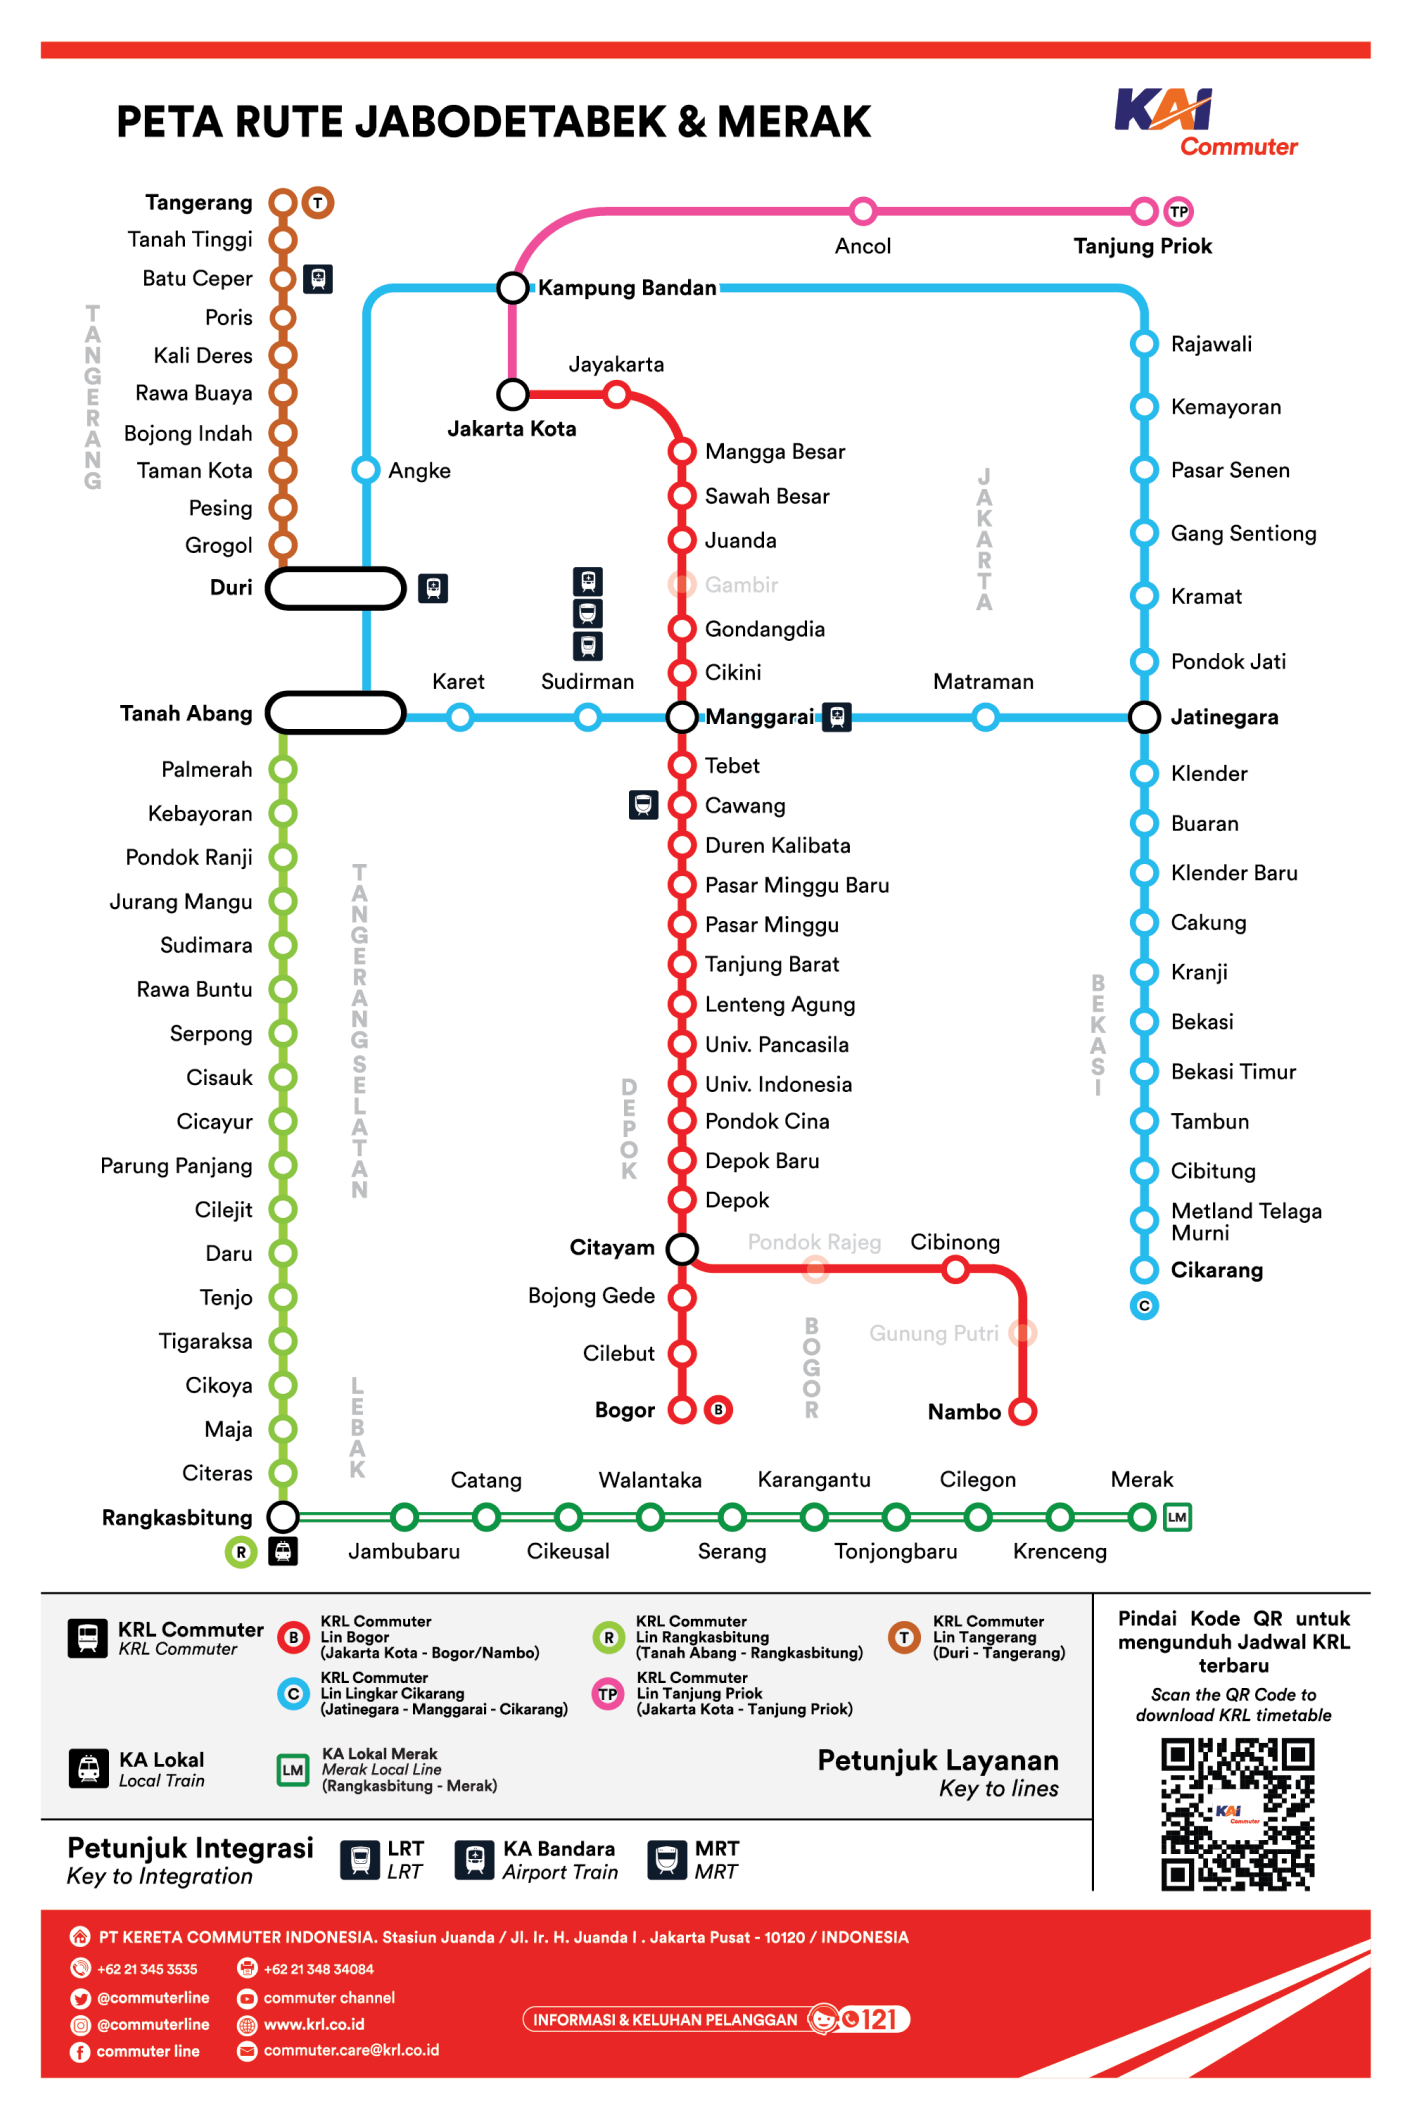 PETA RUTE JABODETABEK & MERAK
KAI
Commuter
Tangerang
T
Tanah Tinggi
Batu Ceper
Poris
Kali Deres
Rawa Buaya
Bojong Indah
Taman Kota
Pesing
Grogol
Duri
TANGERANG
Ancol
Tanjung Priok
TP
Kampung Bandan
Jayakarta
Jakarta Kota
Angke
Mangga Besar
Sawah Besar
Juanda
Gambir
Gondangdia
Cikini
JAKARTA
Rajawali
Kemayoran
Pasar Senen
Gang Sentiong
Kramat
Pondok Jati
Tanah Abang
Karet
Sudirman
Manggarai
Matraman
Jatinegara
Palmerah
Kebayoran
Pondok Ranji
Jurang Mangu
Sudimara
Rawa Buntu
Serpong
Cisauk
Cicayur
Parung Panjang
Cilejit
Daru
Tenjo
Tigaraksa
Cikoya
Maja
Citeras
Rangkasbitung
R
TANGERANG SELATAN
LEBAK
Tebet
Cawang
Duren Kalibata
Pasar Minggu Baru
Pasar Minggu
Tanjung Barat
Lenteng Agung
Univ. Pancasila
Univ. Indonesia
Pondok Cina
Depok Baru
Depok
DEPOK
Citayam
Bojong Gede
Cilebut
Bogor
B
Pondok Rajeg
Cibinong
Gunung Putri
Nambo
BOGOR
Klender
Buaran
Klender Baru
Cakung
Kranji
Bekasi
Bekasi Timur
Tambun
Cibitung
Metland Telaga
Murni
Cikarang
C
BEKASI
Jambubaru
Catang
Cikeusal
Walantaka
Serang
Karangantu
Tonjongbaru
Cilegon
Krenceng
Merak
LM
KRL Commuter
KRL Commuter
B
KRL Commuter
Lin Bogor
(Jakarta Kota - Bogor/Nambo)
R
KRL Commuter
Lin Rangkasbitung
(Tanah Abang - Rangkasbitung)
T
KRL Commuter
Lin Tangerang
(Duri - Tangerang)
C
KRL Commuter
Lin Lingkar Cikarang
(Jatinegara - Manggarai - Cikarang)
TP
KRL Commuter
Lin Tanjung Priok
(Jakarta Kota - Tanjung Priok)
KA Lokal
Local Train
LM
KA Lokal Merak
Merak Local Line
(Rangkasbitung - Merak)
Petunjuk Layanan
Key to lines
Pindai Kode QR untuk
mengunduh Jadwal KRL
terbaru
Scan the QR Code to
download KRL timetable
KAI
Commuter
Petunjuk Integrasi
Key to Integration
LRT
LRT
KA Bandara
Airport Train
MRT
MRT
PT KERETA COMMUTER INDONESIA. Stasiun Juanda / Jl. Ir. H. Juanda I . Jakarta Pusat - 10120 / INDONESIA
+62 21 345 3535
+62 21 348 34084
@commuterline
commuter channel
@commuterline
www.krl.co.id
commuter line
commuter.care@krl.co.id
INFORMASI & KELUHAN PELANGGAN
121